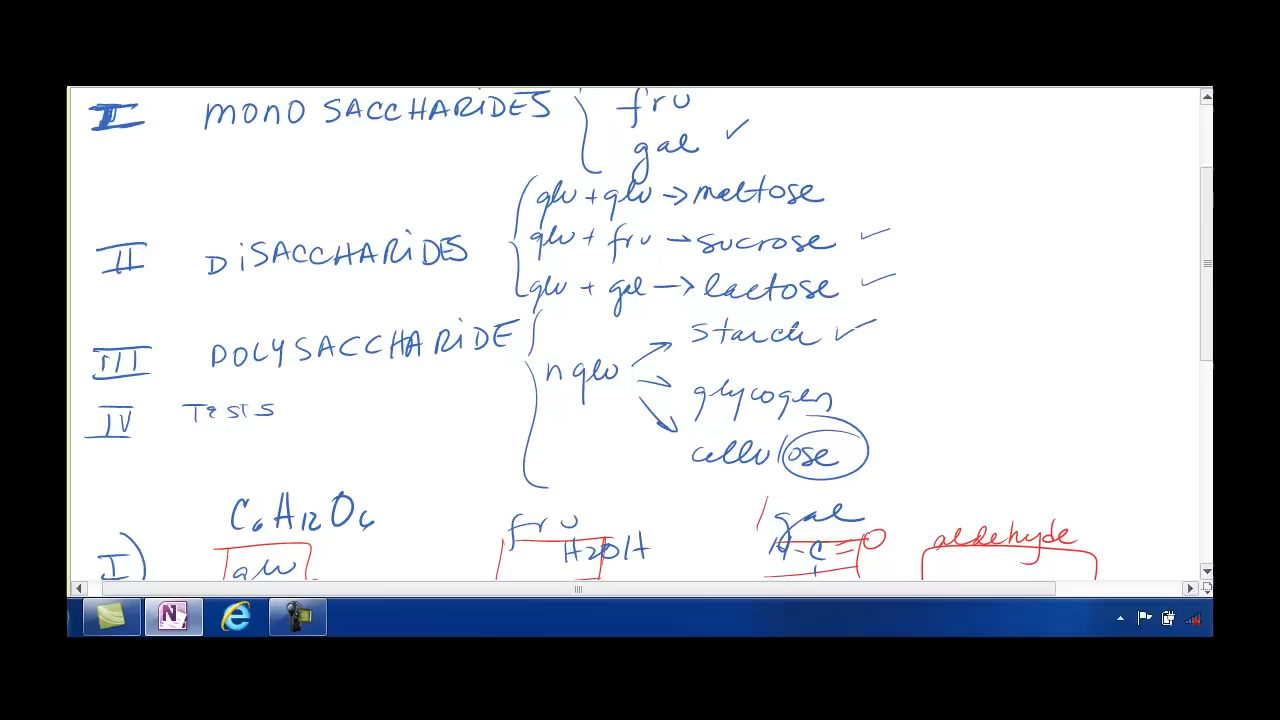 I MONO SACCHARIDES fru
gal ✓
glu + glu → maltose
II DiSACCHARiDES glu + fru → sucrose ✓
glu + gal → lactose ✓
III POLYSACCHARIDE starch ✓
n glu
glycogen
IV TESTS
cellulose
C6H12O6 fru gal
aldehyde
I) glu H2OH H-C=O